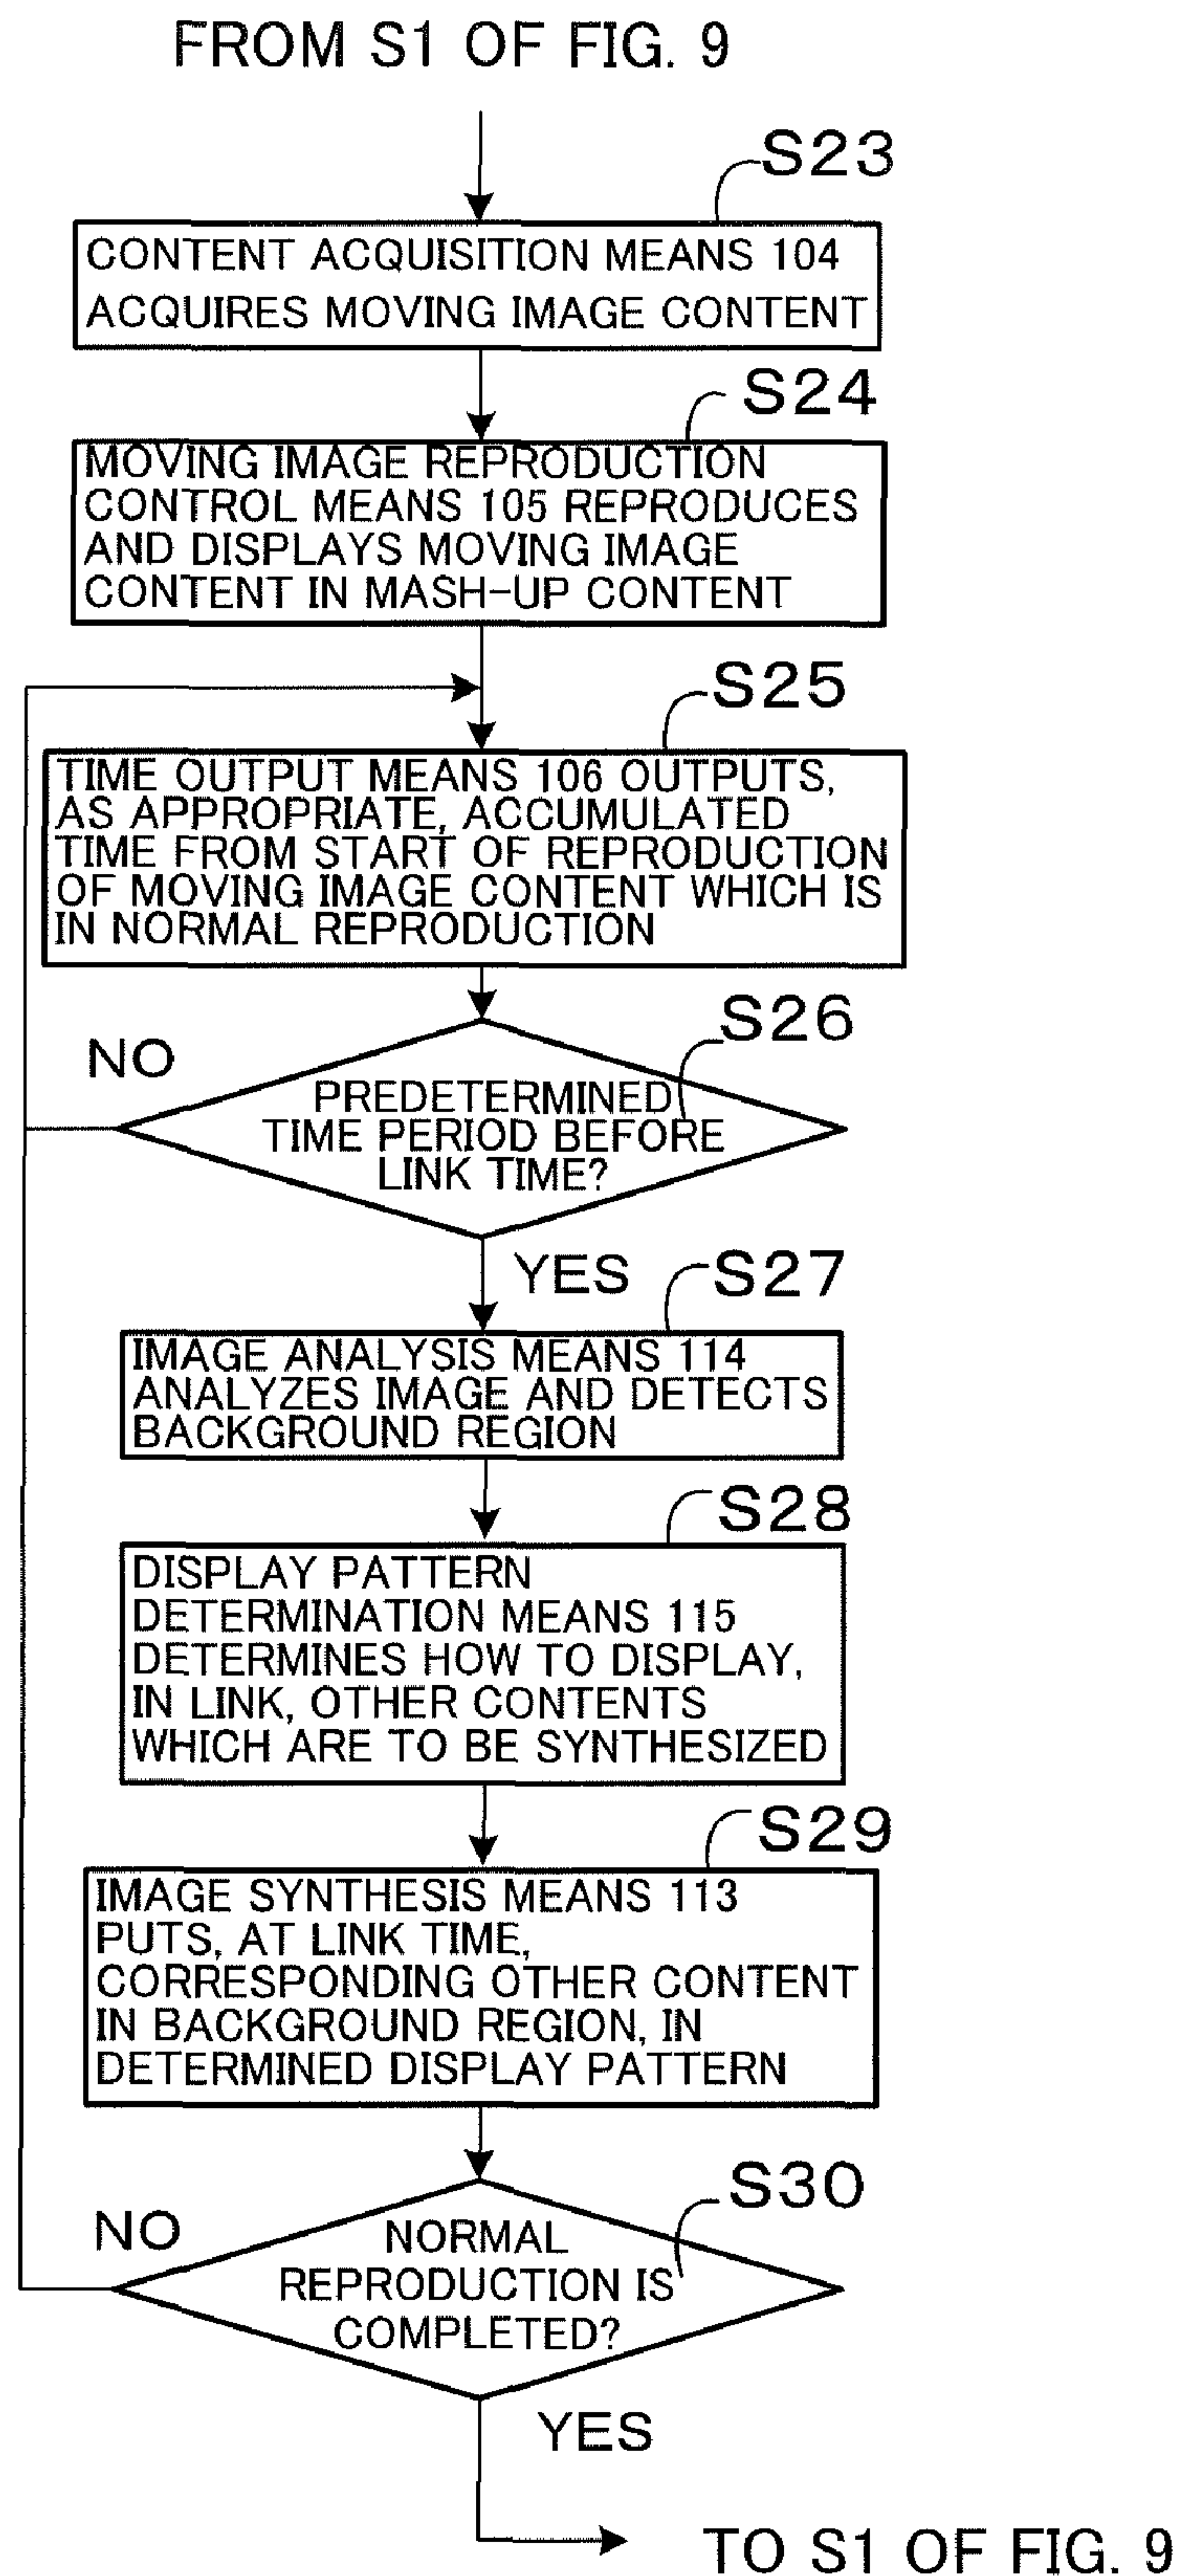 FROM S1 OF FIG. 9
S23
CONTENT ACQUISITION MEANS 104
ACQUIRES MOVING IMAGE CONTENT
S24
MOVING IMAGE REPRODUCTION
CONTROL MEANS 105 REPRODUCES
AND DISPLAYS MOVING IMAGE
CONTENT IN MASH-UP CONTENT
S25
TIME OUTPUT MEANS 106 OUTPUTS,
AS APPROPRIATE, ACCUMULATED
TIME FROM START OF REPRODUCTION
OF MOVING IMAGE CONTENT WHICH IS
IN NORMAL REPRODUCTION
S26
NO
PREDETERMINED
TIME PERIOD BEFORE
LINK TIME?
YES
S27
IMAGE ANALYSIS MEANS 114
ANALYZES IMAGE AND DETECTS
BACKGROUND REGION
S28
DISPLAY PATTERN
DETERMINATION MEANS 115
DETERMINES HOW TO DISPLAY,
IN LINK, OTHER CONTENTS
WHICH ARE TO BE SYNTHESIZED
S29
IMAGE SYNTHESIS MEANS 113
PUTS, AT LINK TIME,
CORRESPONDING OTHER CONTENT
IN BACKGROUND REGION, IN
DETERMINED DISPLAY PATTERN
S30
NO
NORMAL
REPRODUCTION IS
COMPLETED?
YES
TO S1 OF FIG. 9